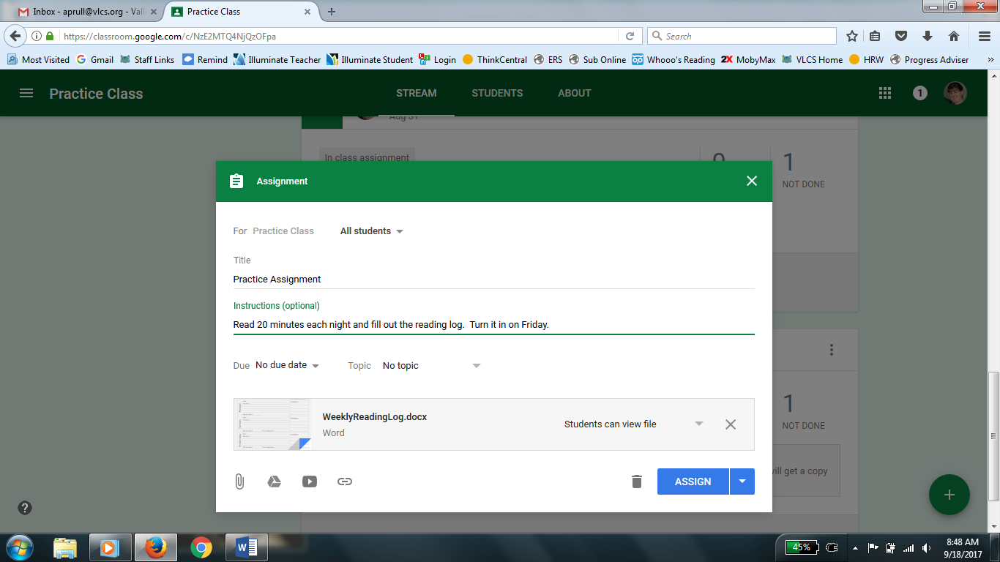 Inbox - aprull@vlcs.org - Vall
Practice Class
https://classroom.google.com/c/NzE2MTQ4NjQzOFpa
Search
Most Visited Gmail Staff Links Remind Illuminate Teacher Illuminate Student Login ThinkCentral ERS Sub Online Whooo's Reading MobyMax VLCS Home HRW Progress Adviser
Practice Class STREAM STUDENTS ABOUT 1
Aug 31
In class assignment 0 1
NOT DONE
Assignment
For Practice Class All students
Title
Practice Assignment
Instructions (optional)
Read 20 minutes each night and fill out the reading log.  Turn it in on Friday.
Due No due date Topic No topic
1
NOT DONE
WeeklyReadingLog.docx
Word
Students can view file
will get a copy
ASSIGN
45%
8:48 AM
9/18/2017